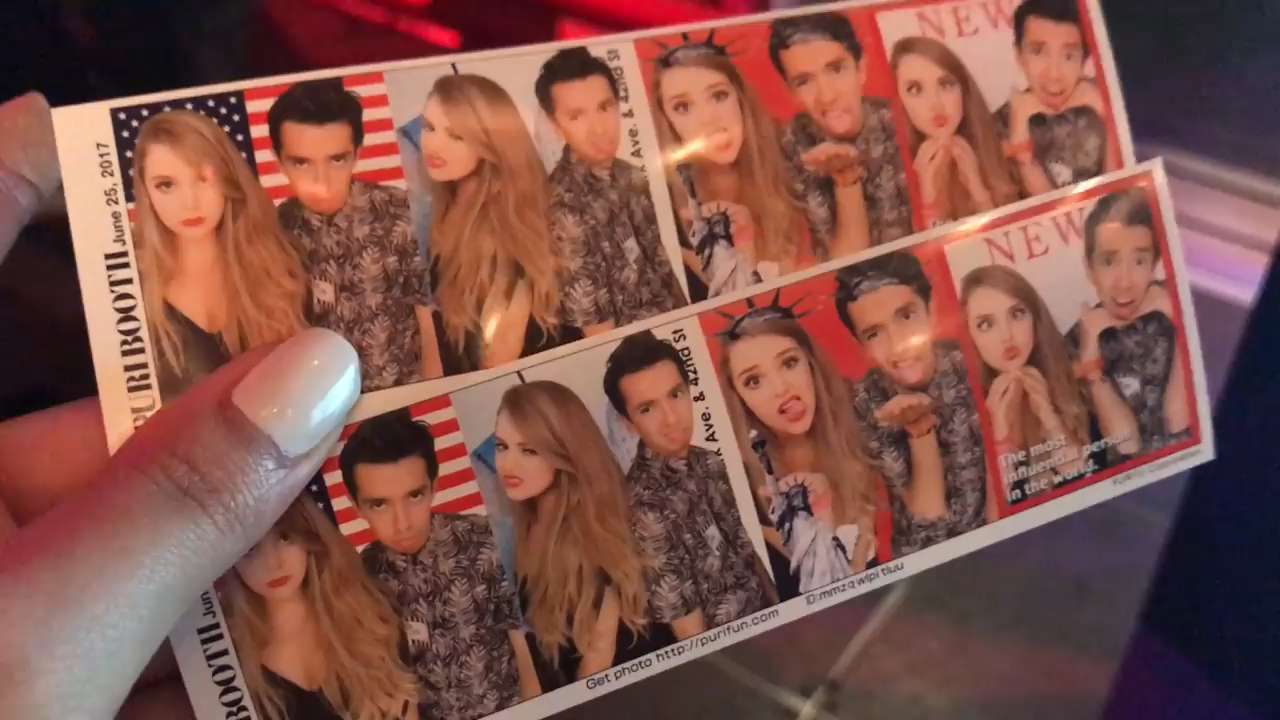 PURI BOOTH June 25, 2017
Ave. & 42nd St
NEW
BOOTH Jun
Ave. & 42nd St
NEW
The most
influential person
in the world.
Get photo http://purifun.com